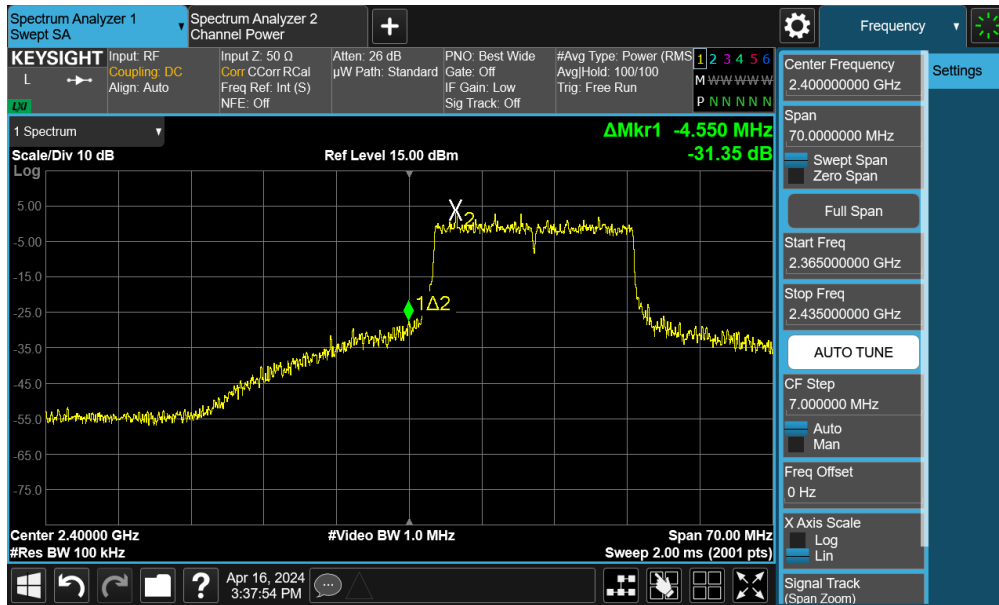 Spectrum Analyzer 1
Swept SA
Spectrum Analyzer 2
Channel Power
Frequency
KEYSIGHT
L
LXI
Input: RF
Coupling: DC
Align: Auto
Input Z: 50 Ω
Corr CCorr RCal
Freq Ref: Int (S)
NFE: Off
Atten: 26 dB
µW Path: Standard
PNO: Best Wide
Gate: Off
IF Gain: Low
Sig Track: Off
#Avg Type: Power (RMS
Avg|Hold: 100/100
Trig: Free Run
1 2 3 4 5 6
M W W W W W
P N N N N N
1 Spectrum
Scale/Div 10 dB
Ref Level 15.00 dBm
ΔMkr1 -4.550 MHz
-31.35 dB
Log
5.00
-5.00
-15.0
-25.0
-35.0
-45.0
-55.0
-65.0
-75.0
X2
1Δ2
Center 2.40000 GHz
#Video BW 1.0 MHz
Span 70.00 MHz
#Res BW 100 kHz
Sweep 2.00 ms (2001 pts)
Apr 16, 2024
3:37:54 PM
Center Frequency
2.400000000 GHz
Span
70.0000000 MHz
Swept Span
Zero Span
Full Span
Start Freq
2.365000000 GHz
Stop Freq
2.435000000 GHz
AUTO TUNE
CF Step
7.000000 MHz
Auto
Man
Freq Offset
0 Hz
X Axis Scale
Log
Lin
Signal Track
(Span Zoom)
Settings